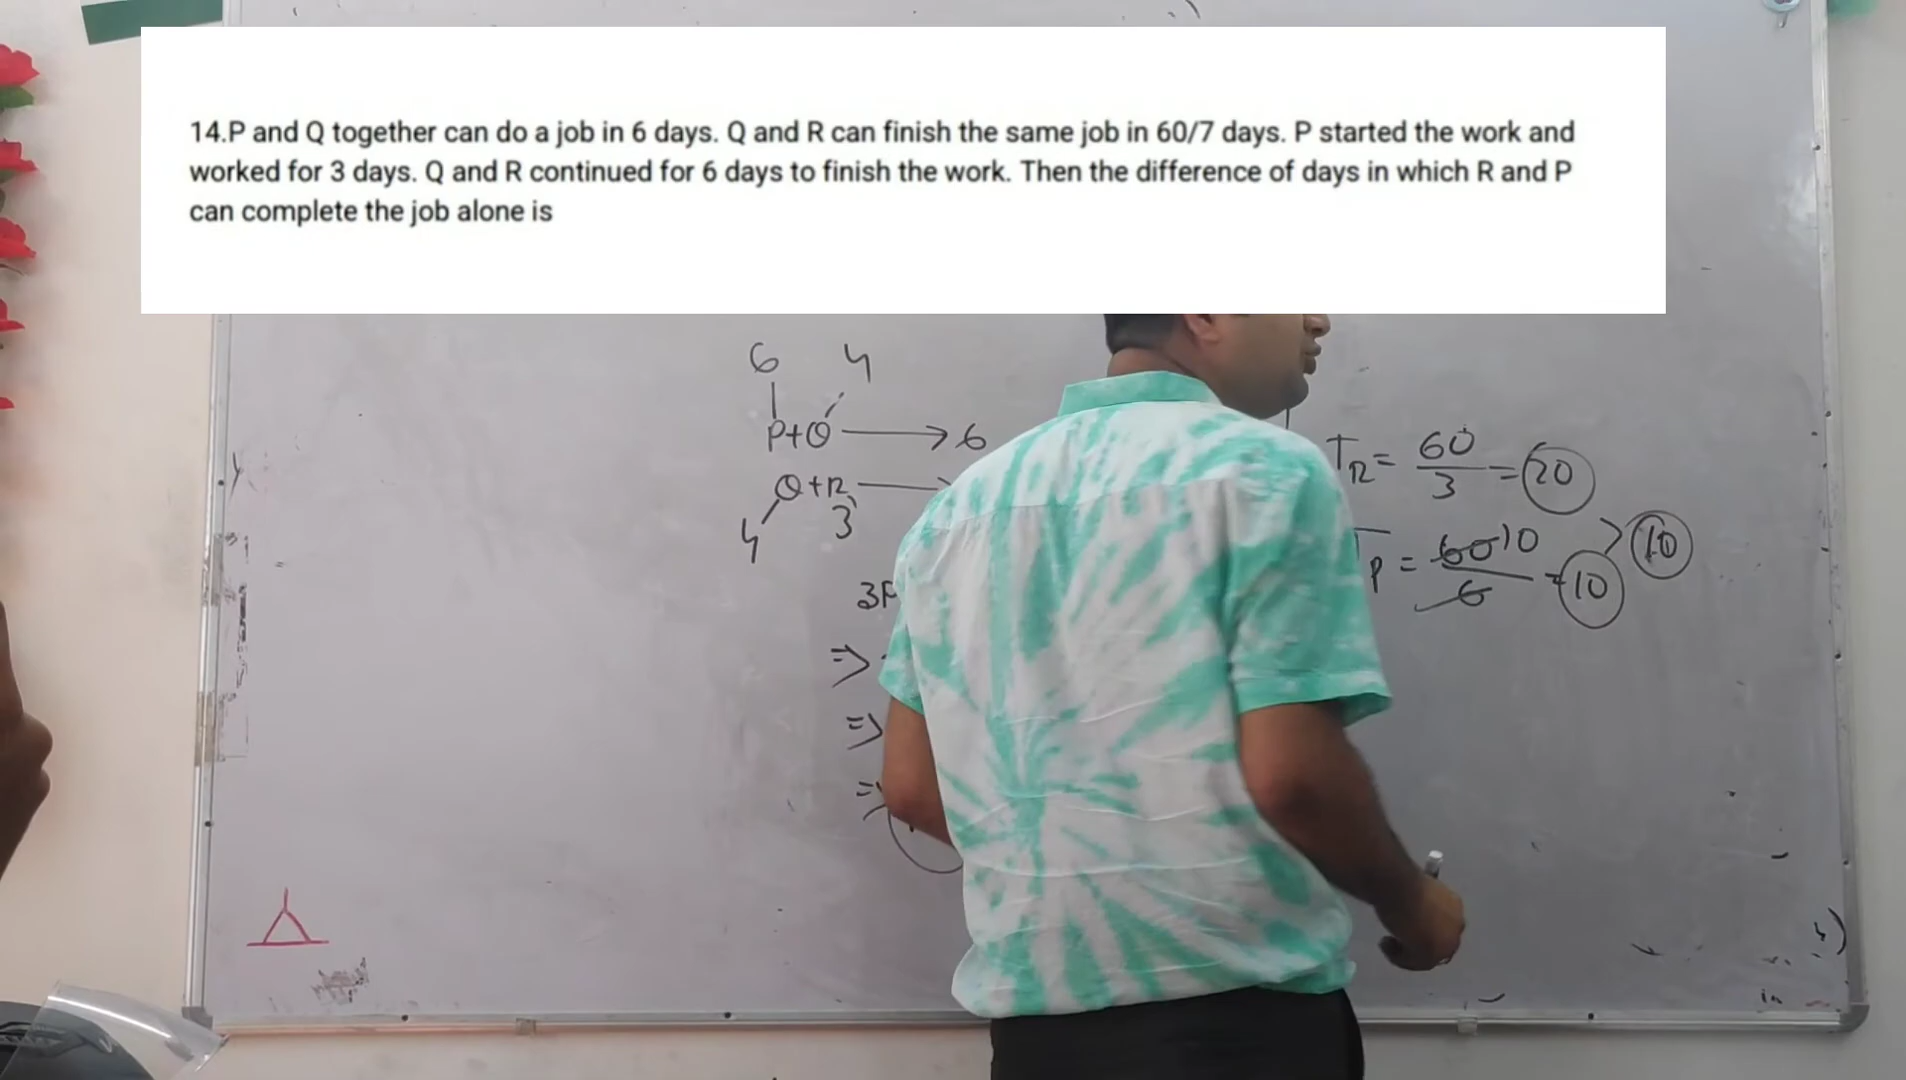 14.P and Q together can do a job in 6 days. Q and R can finish the same job in 60/7 days. P started the work and
worked for 3 days. Q and R continued for 6 days to finish the work. Then the difference of days in which R and P
can complete the job alone is
6 4
P+Q → 6
Q+R →
4 3
3P
⇒
⇒
⇒
T_R = 60/3 = 20
T_P = 60/6 10 = 10 > 10